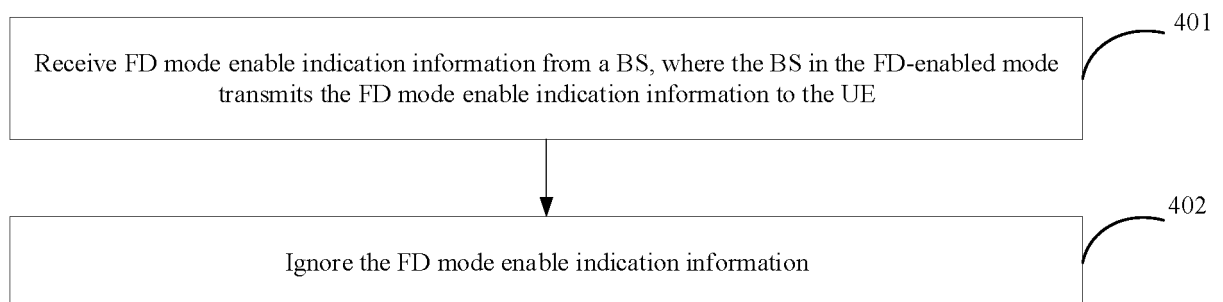 401
Receive FD mode enable indication information from a BS, where the BS in the FD-enabled mode
transmits the FD mode enable indication information to the UE
402
Ignore the FD mode enable indication information